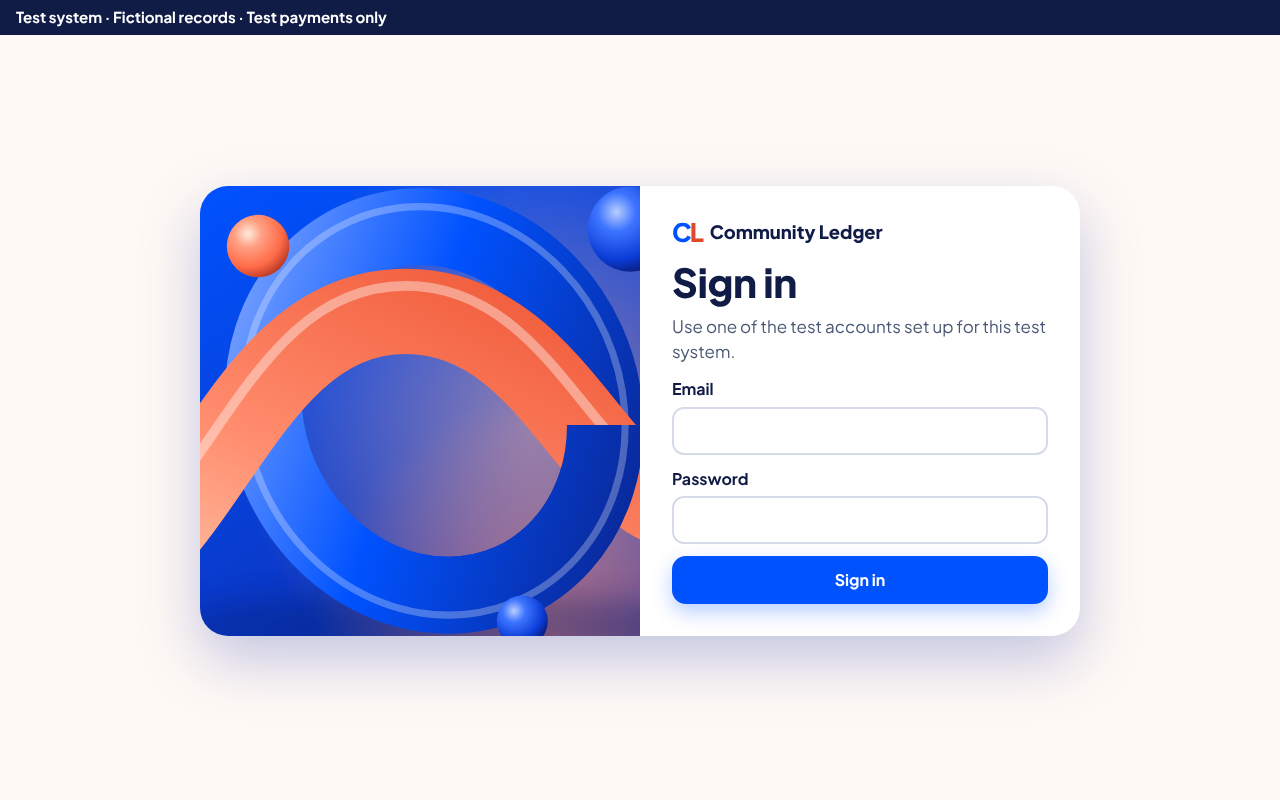 Test system · Fictional records · Test payments only
CL Community Ledger
Sign in
Use one of the test accounts set up for this test
system.
Email
Password
Sign in